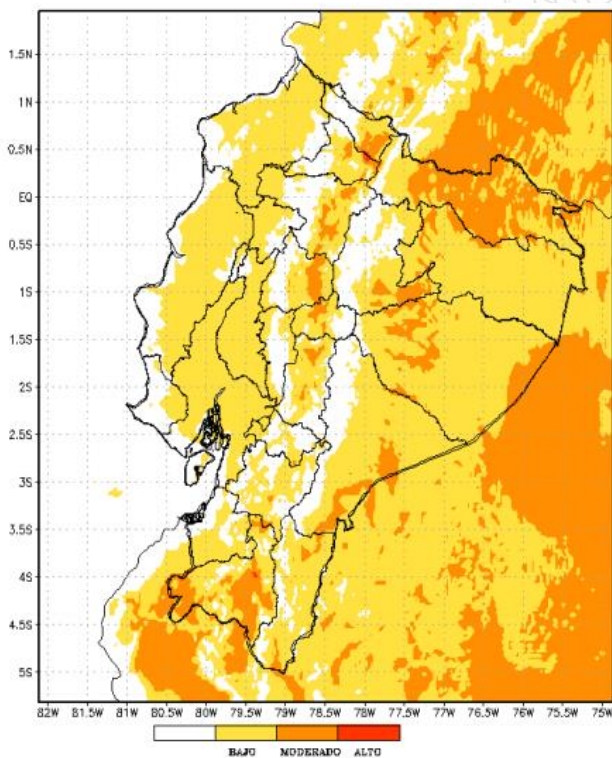 1.5N
1N
0.5N
EQ
0.5S
1S
1.5S
2S
2.5S
3S
3.5S
4S
4.5S
5S
82W 81.5W 81W 80.5W 80W 79.5W 79W 78.5W 78W 77.5W 77W 76.5W 76W 75.5W 75W
BAJO MODERADO ALTO